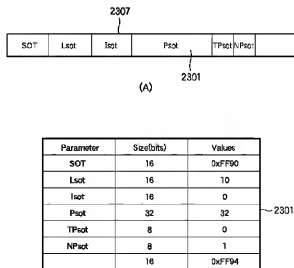 2307
SOT Lsot Isot Psot TPsot NPsot
2301
(A)
Parameter Size(bits) Values
SOT 16 0xFF90
Lsot 16 10
Isot 16 0
Psot 32 32
2301
TPsot 8 0
NPsot 8 1
16 0xFF94